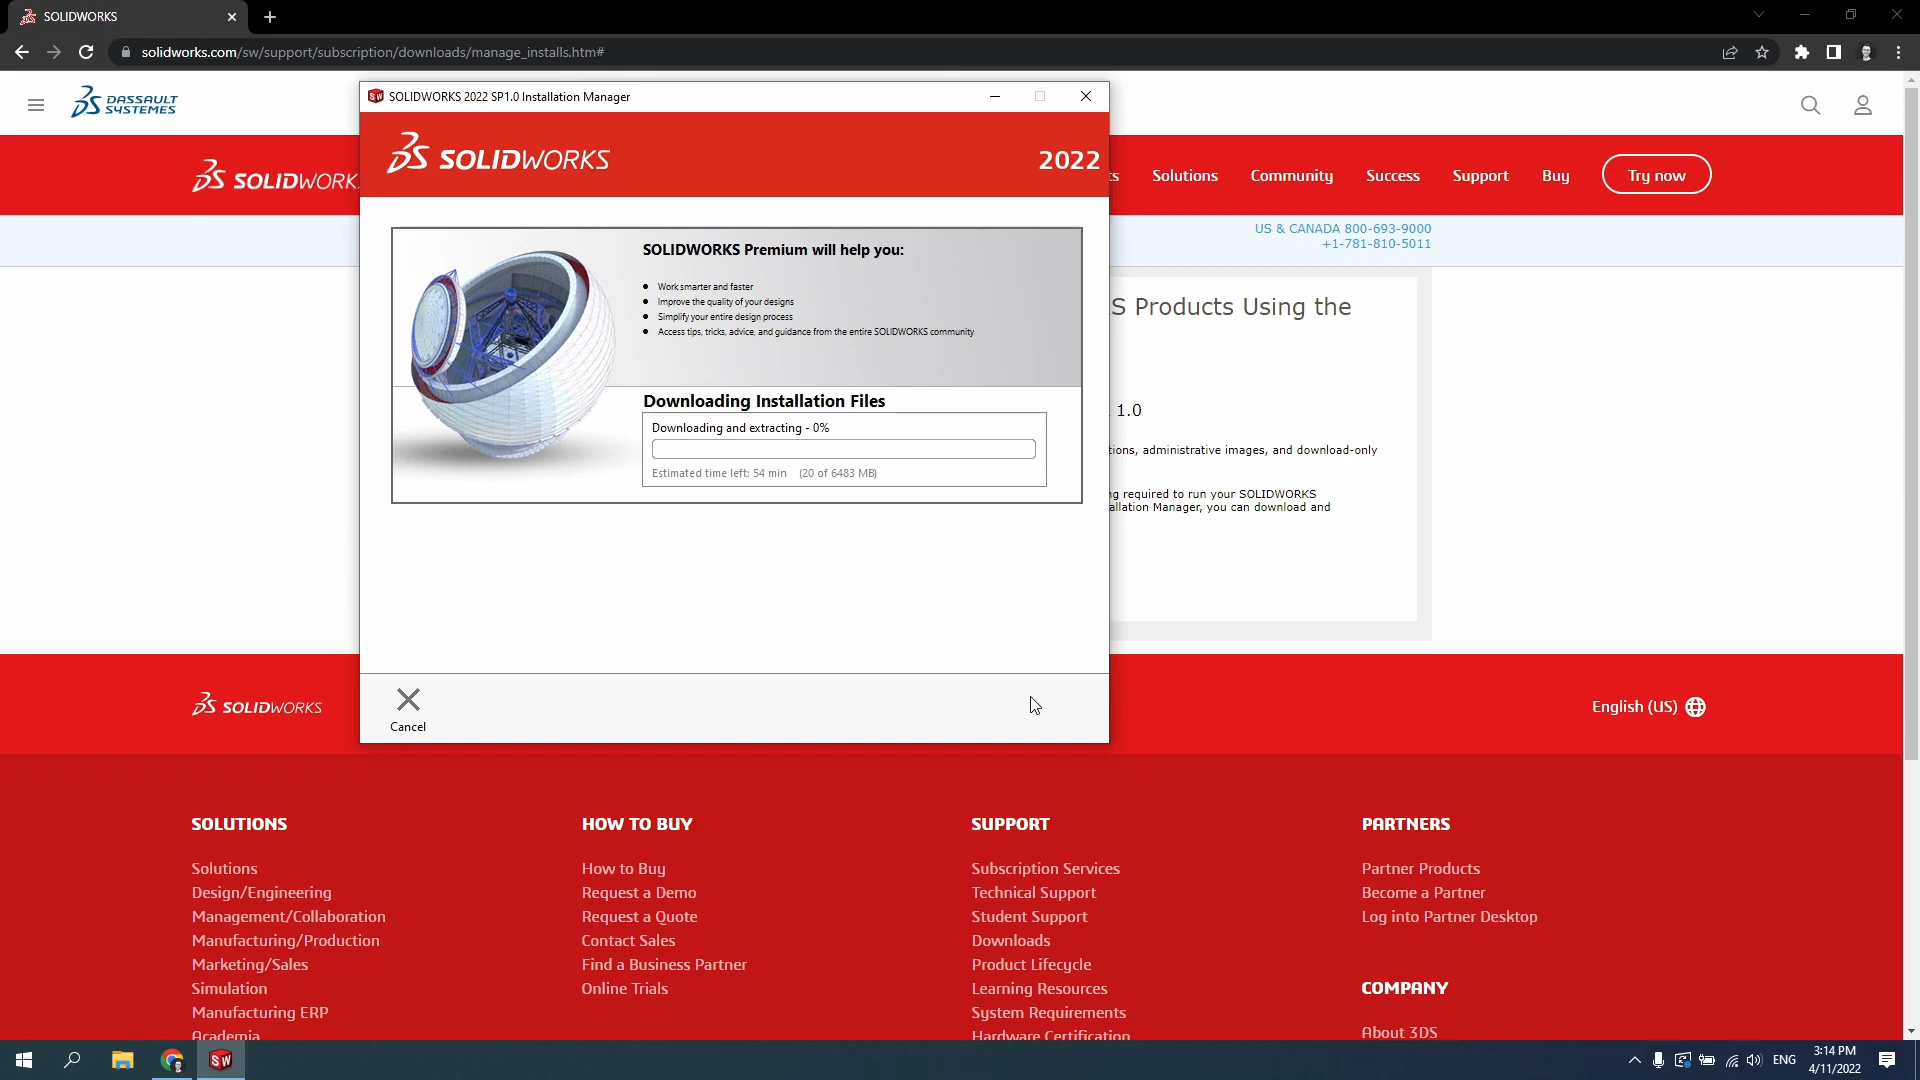 SOLIDWORKS
solidworks.com/sw/support/subscription/downloads/manage_installs.htm#
DASSAULT
SYSTEMES
SOLIDWORKS 2022 SP1.0 Installation Manager
SOLIDWORKS
2022
SOLIDWORK
ts
Solutions
Community
Success
Support
Buy
Try now
US & CANADA 800-693-9000
+1-781-810-5011
SOLIDWORKS Premium will help you:
Work smarter and faster
Improve the quality of your designs
Simplify your entire design process
Access tips, tricks, advice, and guidance from the entire SOLIDWORKS community
Downloading Installation Files
Downloading and extracting - 0%
Estimated time left: 54 min (20 of 6483 MB)
S Products Using the
1.0
tions, administrative images, and download-only
ng required to run your SOLIDWORKS
allation Manager, you can download and
Cancel
SOLIDWORKS
English (US)
SOLUTIONS
Solutions
Design/Engineering
Management/Collaboration
Manufacturing/Production
Marketing/Sales
Simulation
Manufacturing ERP
Academia
HOW TO BUY
How to Buy
Request a Demo
Request a Quote
Contact Sales
Find a Business Partner
Online Trials
SUPPORT
Subscription Services
Technical Support
Student Support
Downloads
Product Lifecycle
Learning Resources
System Requirements
Hardware Certification
PARTNERS
Partner Products
Become a Partner
Log into Partner Desktop
COMPANY
About 3DS
SW
ENG
3:14 PM
4/11/2022